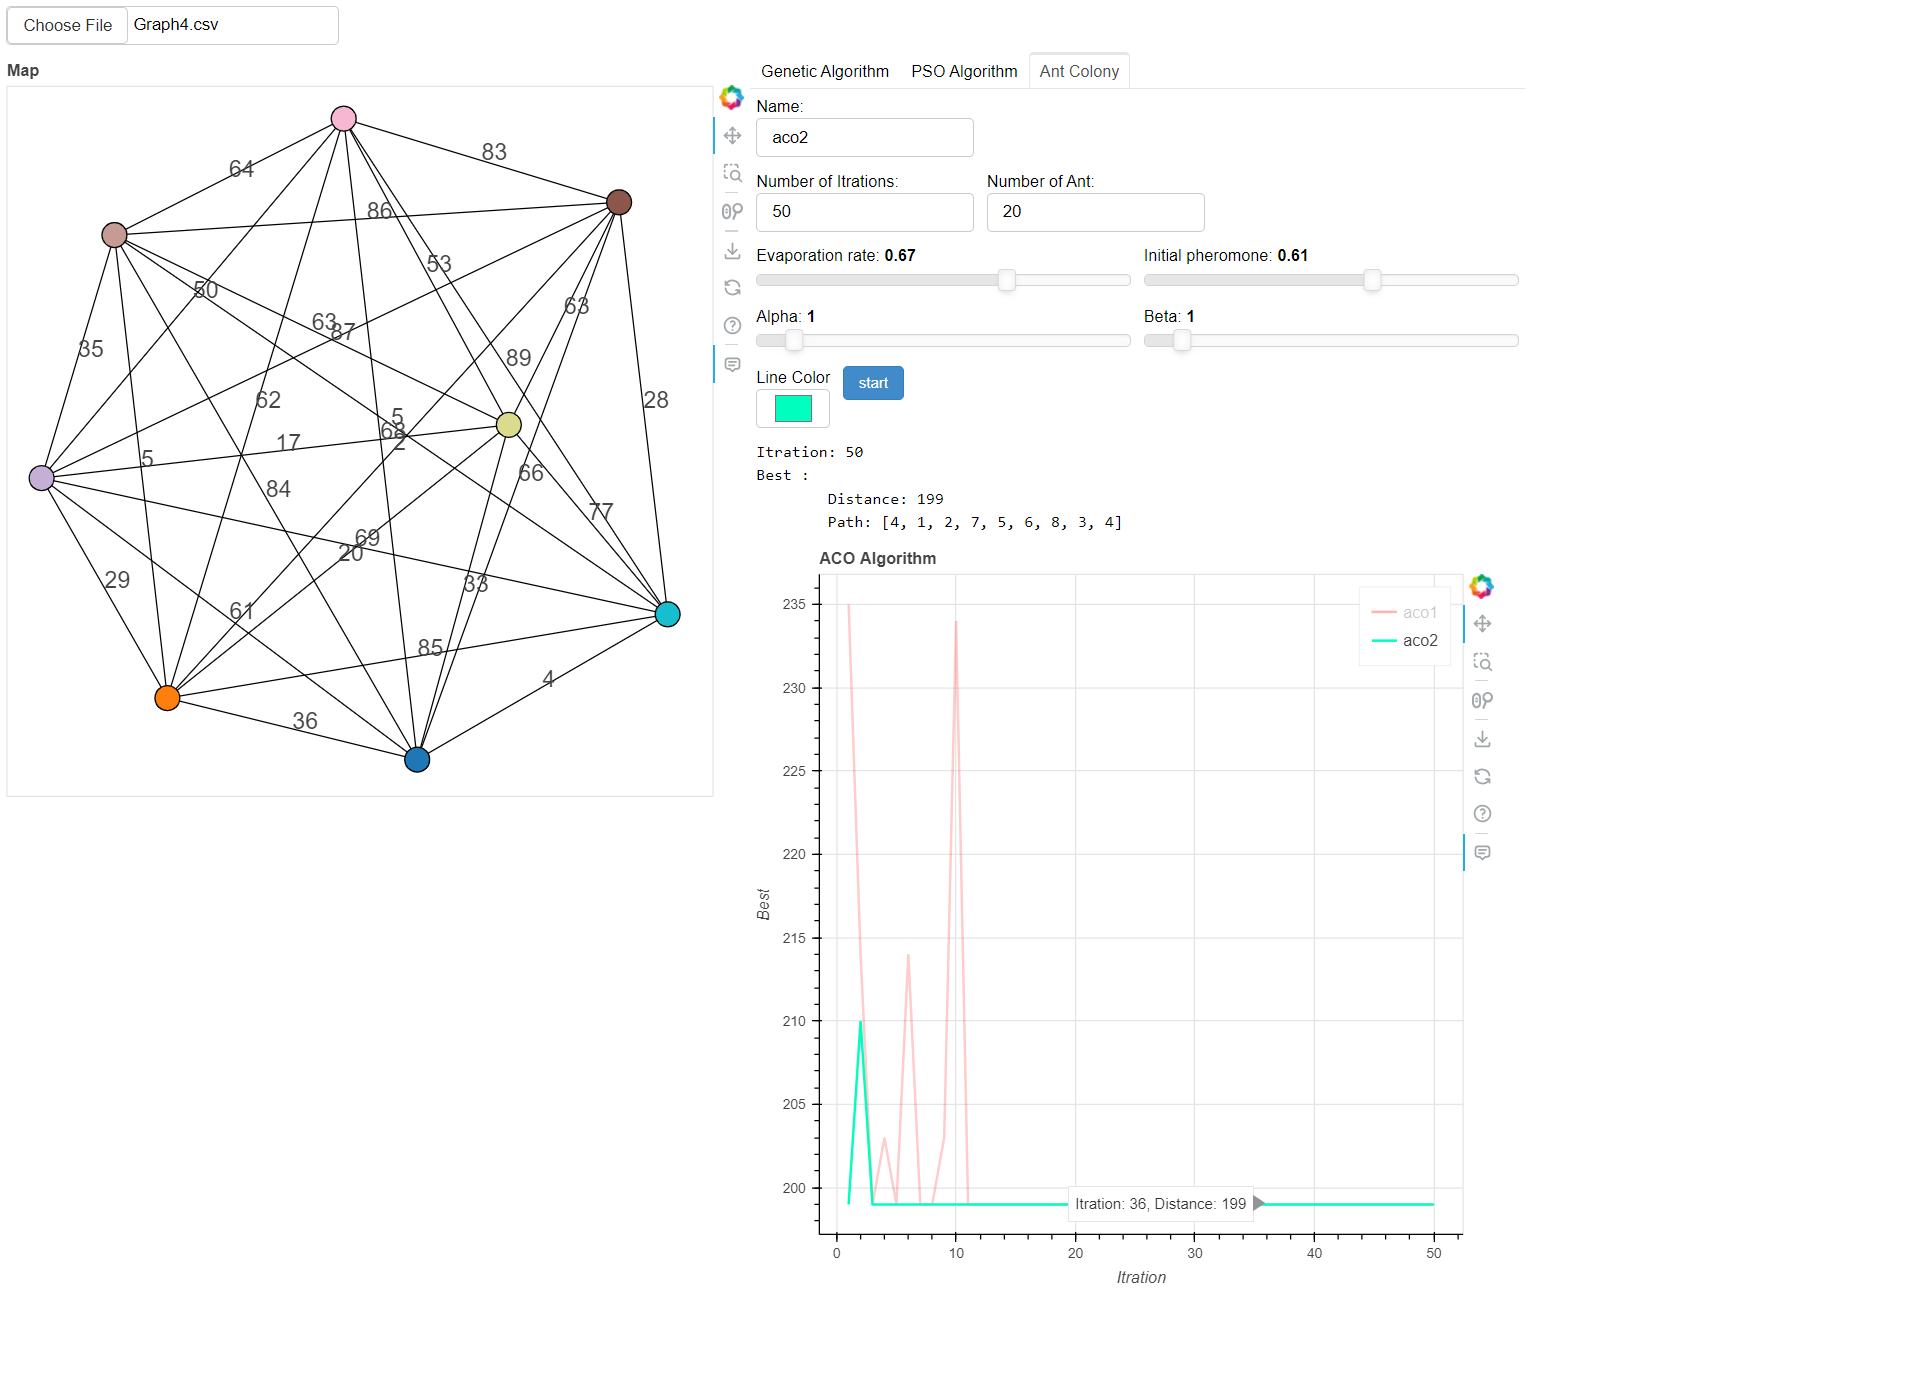 Choose File Graph4.csv
Map
64
83
86
53
50
63
63
87
35
89
28
62
5
68
2
17
5
66
84
77
69
20
29
33
61
85
4
36
Genetic Algorithm PSO Algorithm Ant Colony
Name:
aco2
Number of Itrations: Number of Ant:
50 20
Evaporation rate: 0.67 Initial pheromone: 0.61
Alpha: 1 Beta: 1
Line Color start
Itration: 50
Best :
Distance: 199
Path: [4, 1, 2, 7, 5, 6, 8, 3, 4]
ACO Algorithm
aco1
aco2
235
230
225
220
215
210
205
200
Best
Itration: 36, Distance: 199
0 10 20 30 40 50
Itration